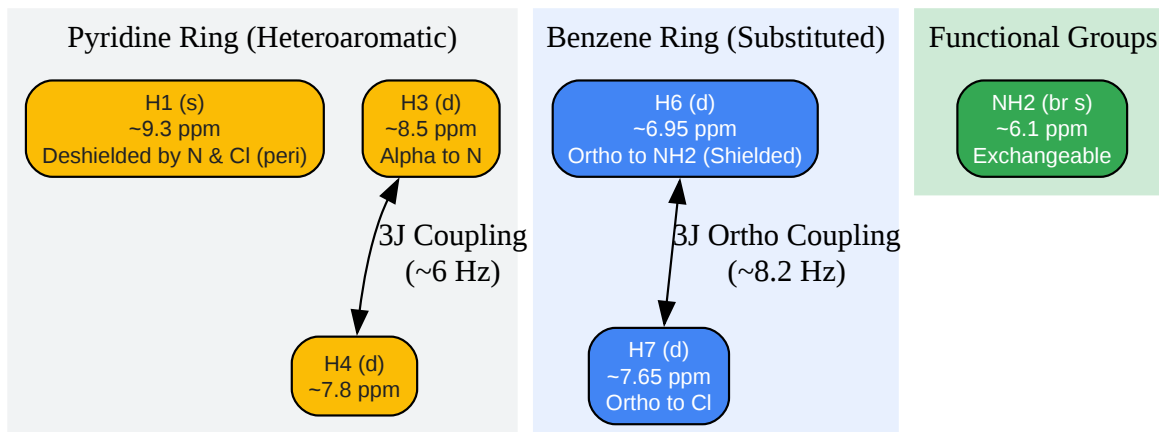 Pyridine Ring (Heteroaromatic)
H1 (s)
~9.3 ppm
Deshielded by N & Cl (peri)
H3 (d)
~8.5 ppm
Alpha to N
3J Coupling
(~6 Hz)
H4 (d)
~7.8 ppm
Benzene Ring (Substituted)
H6 (d)
~6.95 ppm
Ortho to NH2 (Shielded)
3J Ortho Coupling
(~8.2 Hz)
H7 (d)
~7.65 ppm
Ortho to Cl
Functional Groups
NH2 (br s)
~6.1 ppm
Exchangeable